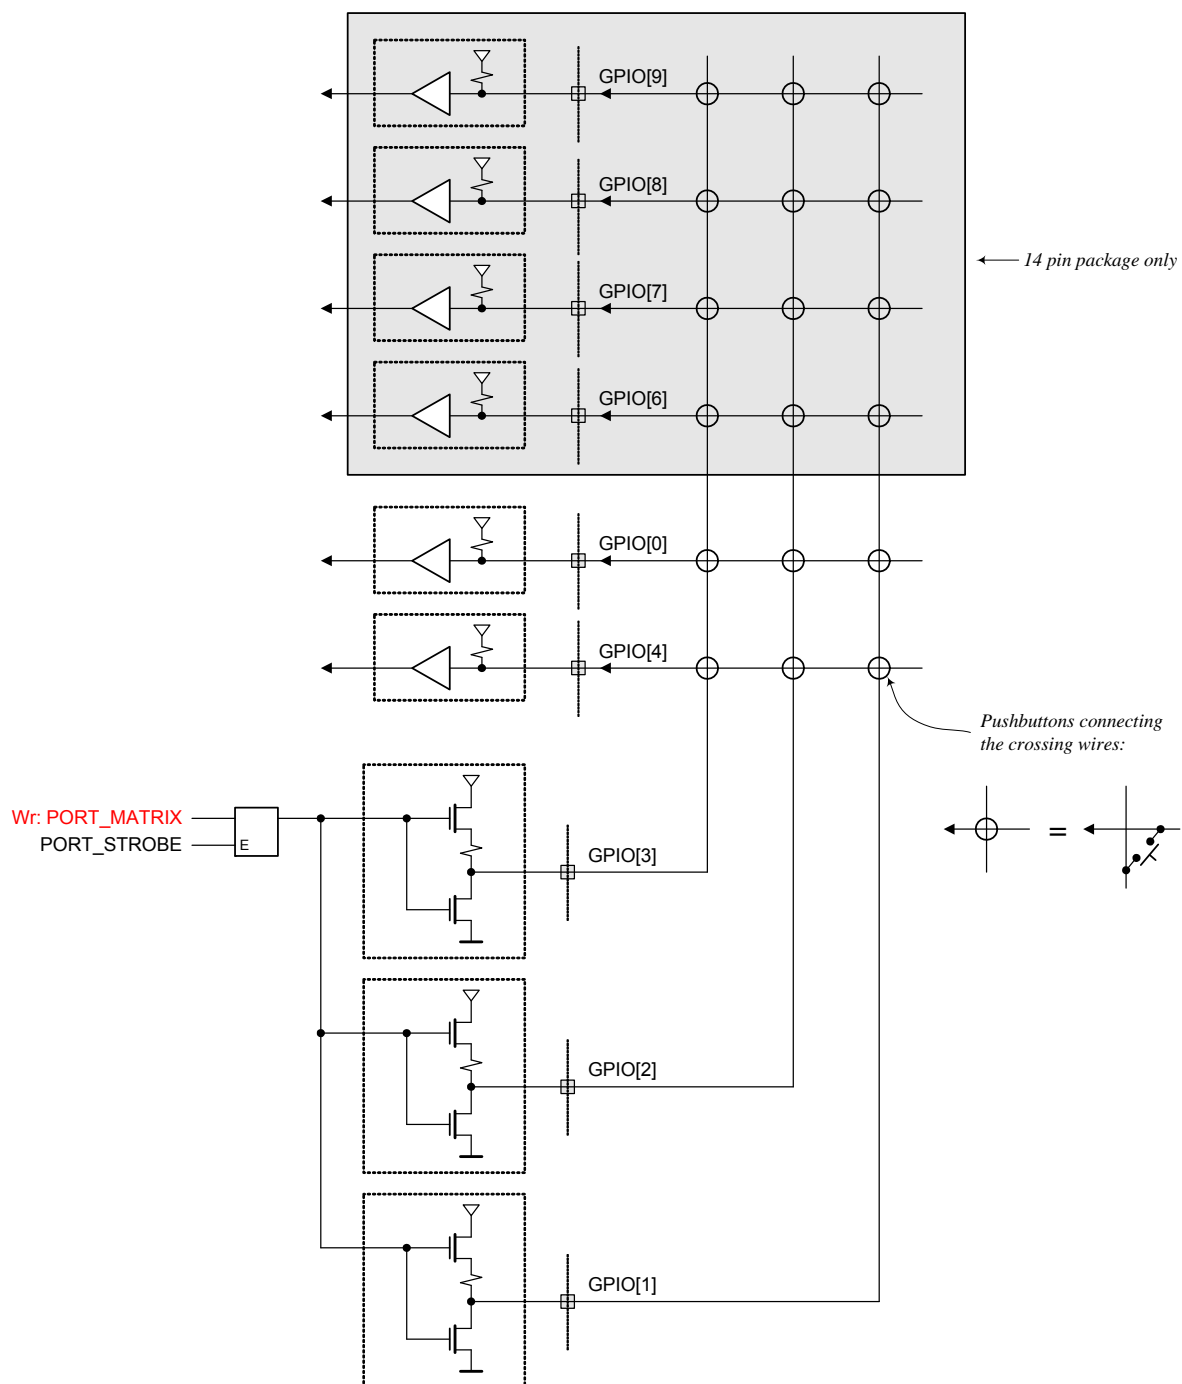 GPIO[9]
GPIO[8]
14 pin package only
GPIO[7]
GPIO[6]
GPIO[0]
GPIO[4]
Pushbuttons connecting
the crossing wires:
Wr: PORT_MATRIX
PORT_STROBE
E
=
GPIO[3]
GPIO[2]
GPIO[1]